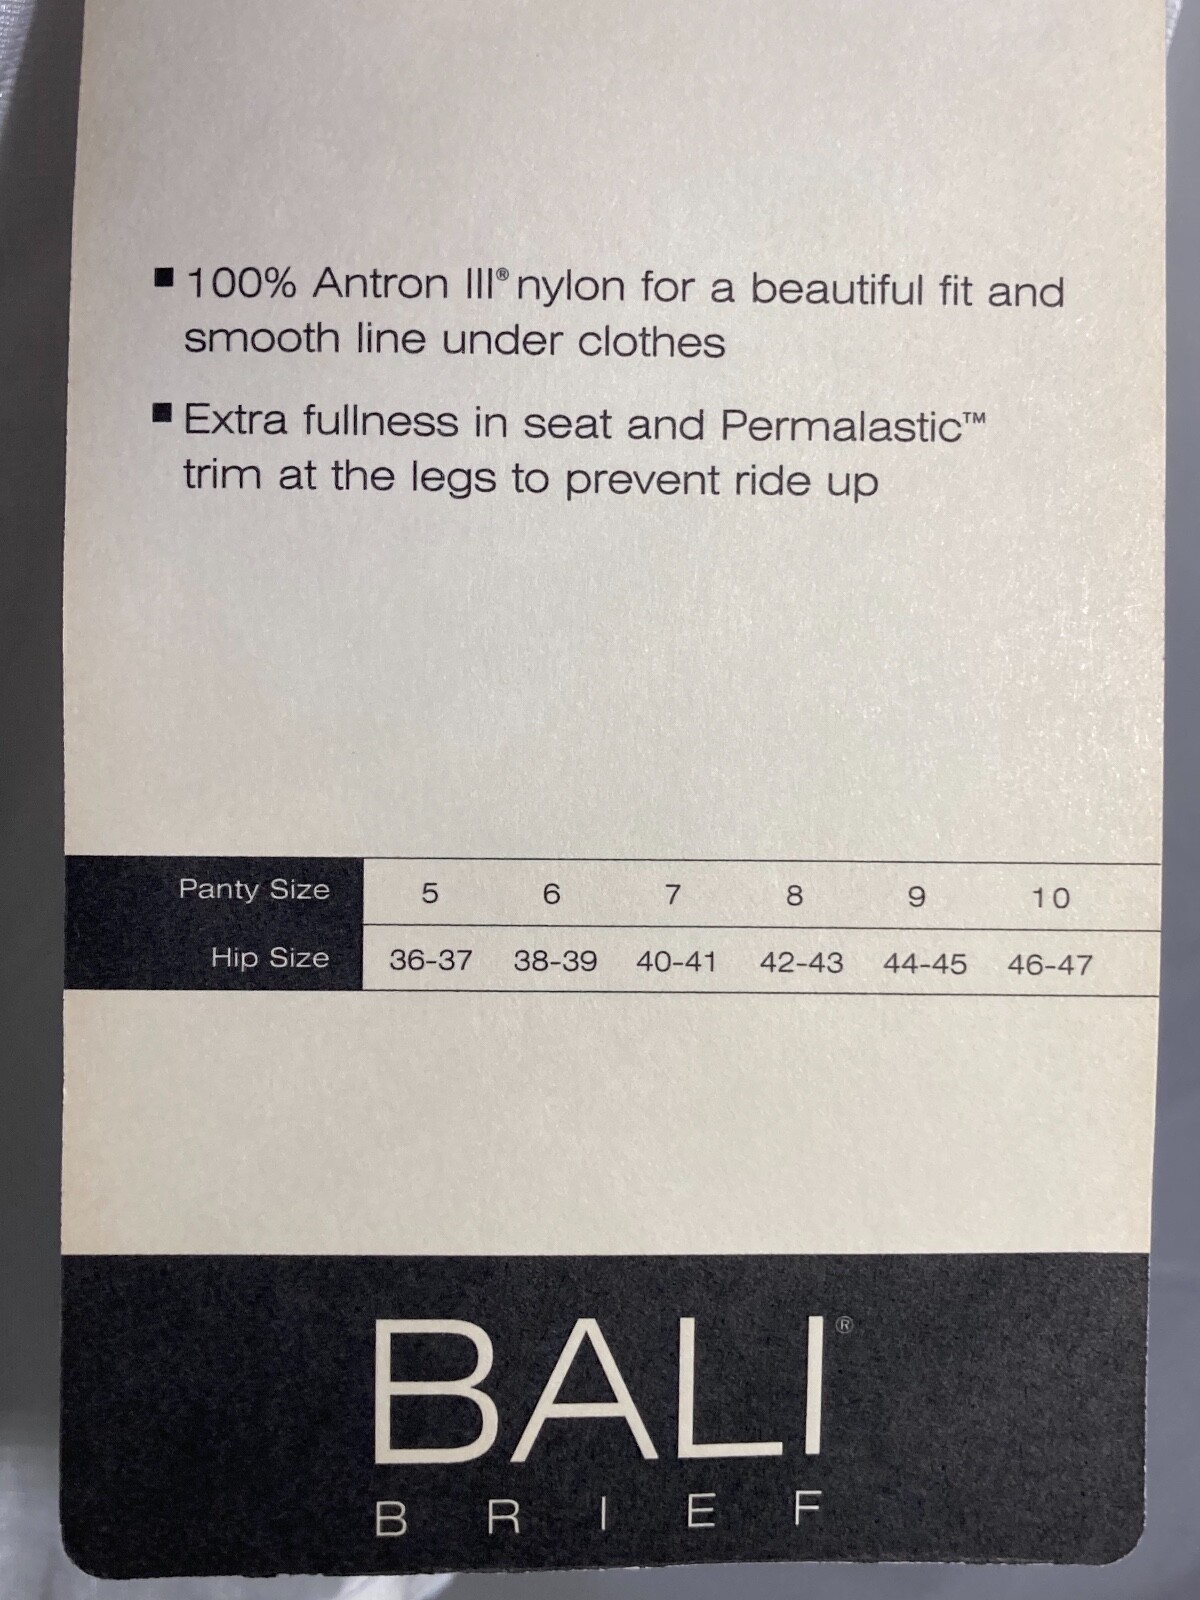 ■ 100% Antron III® nylon for a beautiful fit and
smooth line under clothes
■ Extra fullness in seat and Permalastic™
trim at the legs to prevent ride up
Panty Size 5 6 7 8 9 10
Hip Size 36-37 38-39 40-41 42-43 44-45 46-47
BALI®
BRIEF